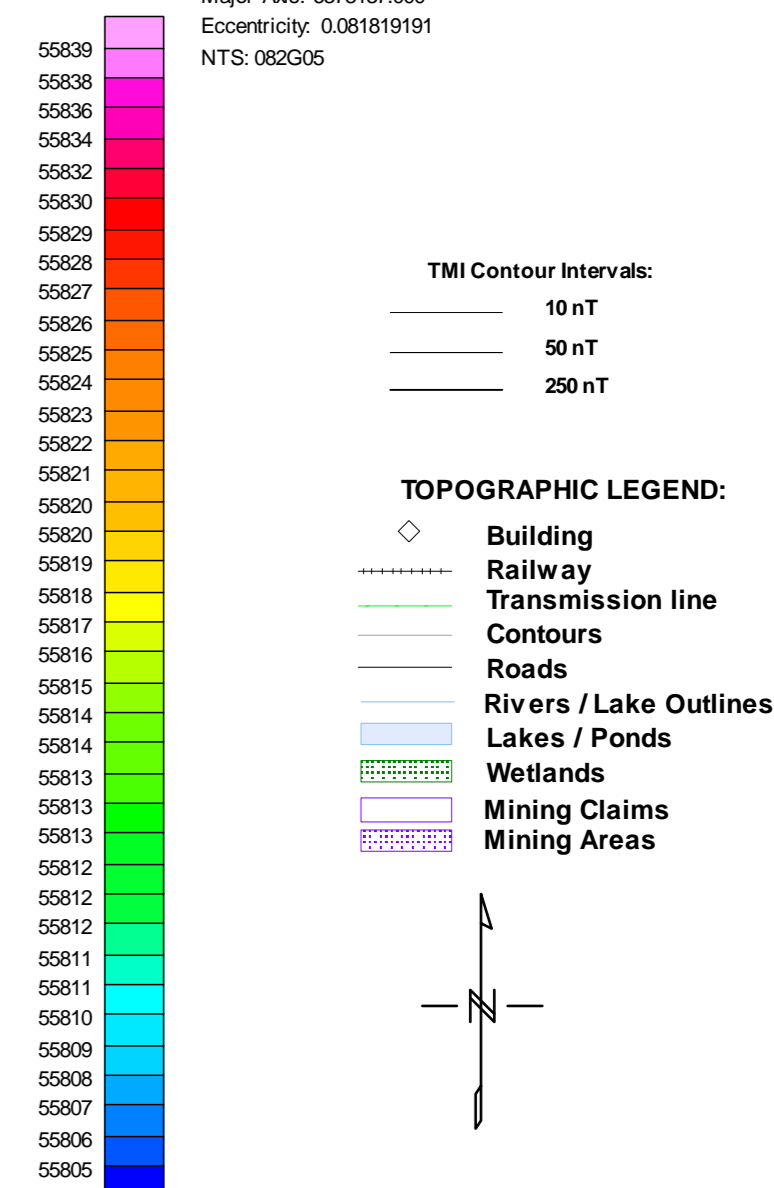 Eccentricity: 0.081819191
NTS: 082G05
55839
55838
55836
55834
55832
55830
55829
55828
55827
55826
55825
55824
55823
55822
55821
55820
55820
55819
55818
55817
55816
55815
55814
55814
55813
55813
55813
55812
55812
55812
55811
55811
55810
55809
55808
55807
55806
55805
TMI Contour Intervals:
10 nT
50 nT
250 nT
TOPOGRAPHIC LEGEND:
Building
Railway
Transmission line
Contours
Roads
Rivers / Lake Outlines
Lakes / Ponds
Wetlands
Mining Claims
Mining Areas
N